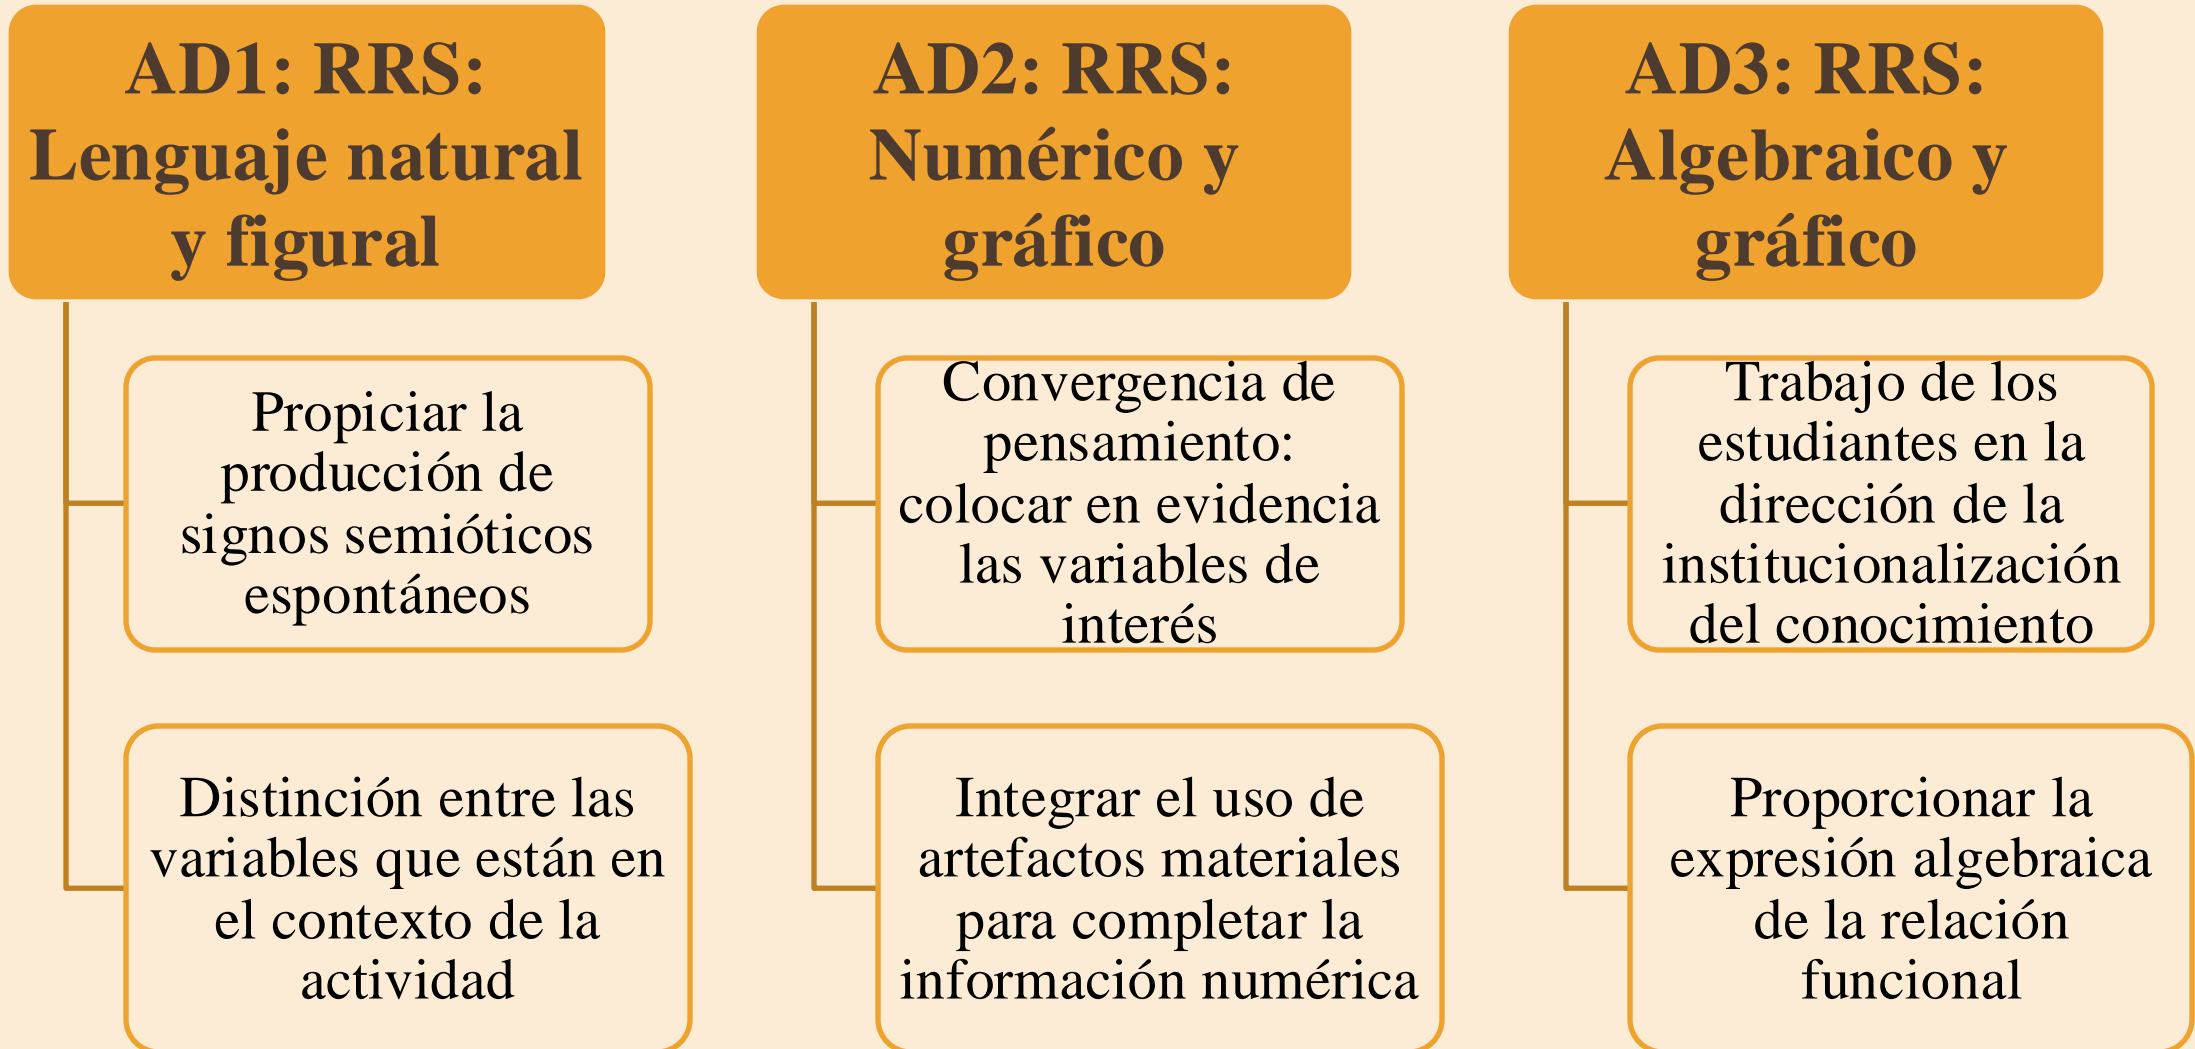 AD1: RRS:
Lenguaje natural
y figural
Propiciar la
producción de
signos semióticos
espontáneos
Distinción entre las
variables que están en
el contexto de la
actividad
AD2: RRS:
Numérico y
gráfico
Convergencia de
pensamiento:
colocar en evidencia
las variables de
interés
Integrar el uso de
artefactos materiales
para completar la
información numérica
AD3: RRS:
Algebraico y
gráfico
Trabajo de los
estudiantes en la
dirección de la
institucionalización
del conocimiento
Proporcionar la
expresión algebraica
de la relación
funcional